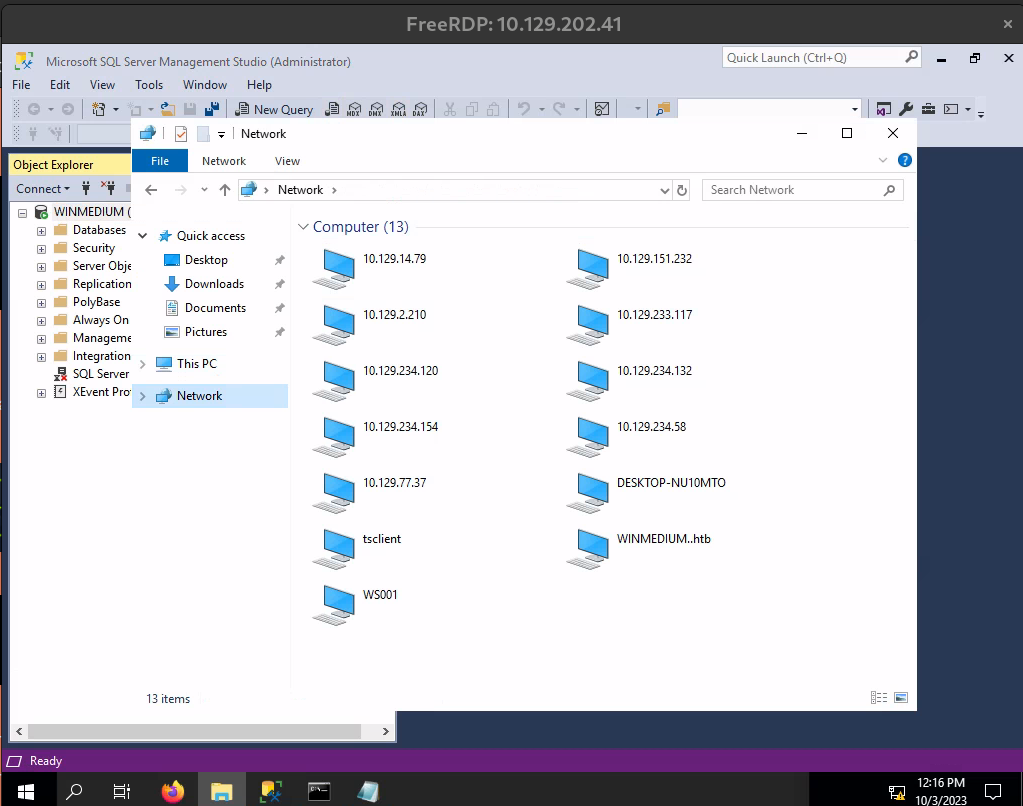 FreeRDP: 10.129.202.41
Microsoft SQL Server Management Studio (Administrator)
Quick Launch (Ctrl+Q)
File Edit View Tools Window Help
New Query
MDX DMX XMLA DAX
Network
Object Explorer
File Network View
Connect
Network
Search Network
WINMEDIUM (
Databases
Security
Server Obje
Replication
PolyBase
Always On
Manageme
Integration
SQL Server
XEvent Pro
Quick access
Desktop
Downloads
Documents
Pictures
This PC
Network
Computer (13)
10.129.14.79
10.129.151.232
10.129.2.210
10.129.233.117
10.129.234.120
10.129.234.132
10.129.234.154
10.129.234.58
10.129.77.37
DESKTOP-NU10MTO
tsclient
WINMEDIUM..htb
WS001
13 items
Ready
12:16 PM
10/3/2023